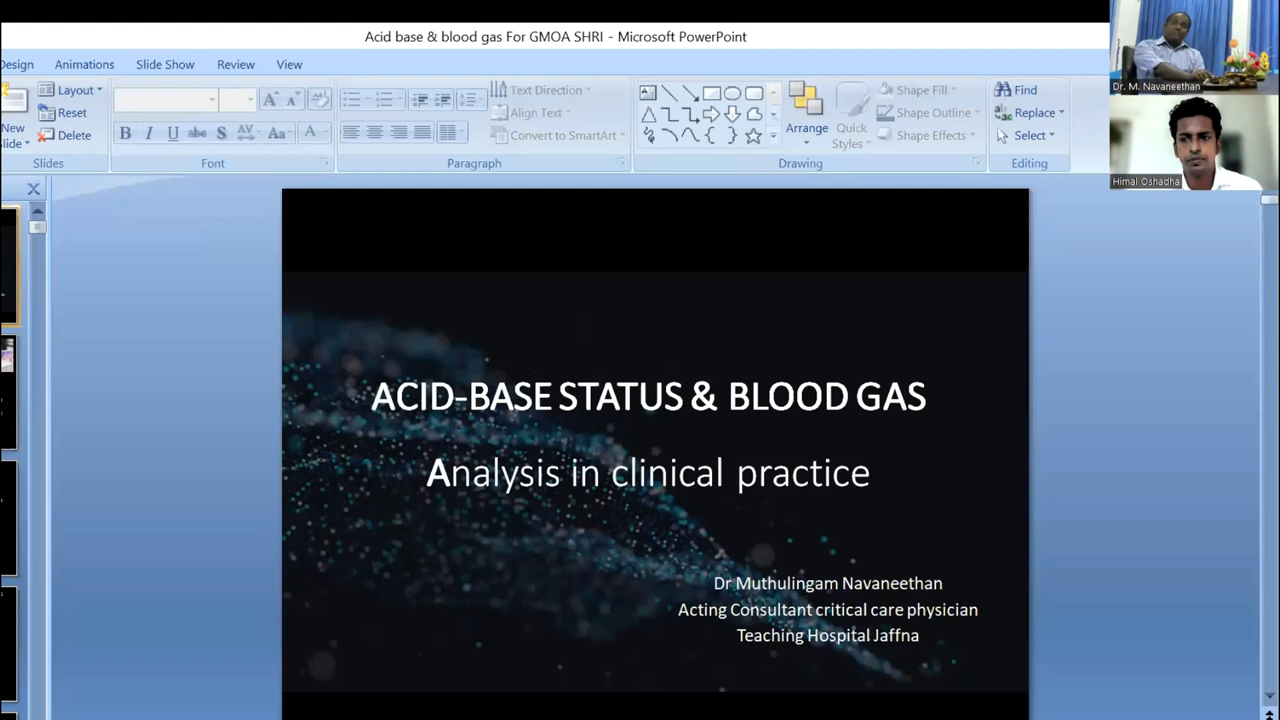 Acid base & blood gas For GMOA SHRI - Microsoft PowerPoint
Design Animations Slide Show Review View
Layout
Reset
New
Slide
Delete
Slides
B I U abc S AV Aa A
Font
Text Direction
Align Text
Convert to SmartArt
Paragraph
Arrange
Quick
Styles
Shape Fill
Shape Outline
Shape Effects
Drawing
Find
Replace
Select
Editing
Dr. M. Navaneethan
Himal Oshadha
ACID-BASE STATUS & BLOOD GAS
Analysis in clinical practice
Dr Muthulingam Navaneethan
Acting Consultant critical care physician
Teaching Hospital Jaffna